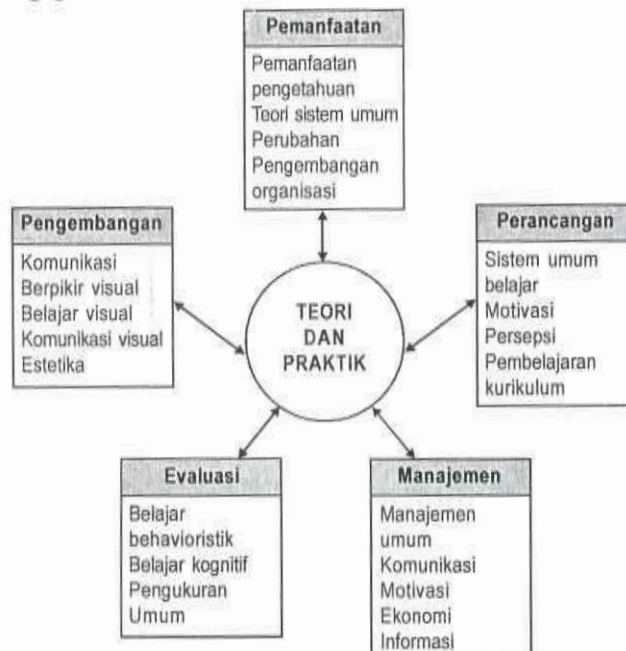 Pemanfaatan
Pemanfaatan
pengetahuan
Teori sistem umum
Perubahan
Pengembangan
organisasi
Pengembangan
Komunikasi
Berpikir visual
Belajar visual
Komunikasi visual
Estetika
TEORI
DAN
PRAKTIK
Perancangan
Sistem umum
belajar
Motivasi
Persepsi
Pembelajaran
kurikulum
Evaluasi
Belajar
behavioristik
Belajar kognitif
Pengukuran
Umum
Manajemen
Manajemen
umum
Komunikasi
Motivasi
Ekonomi
Informasi